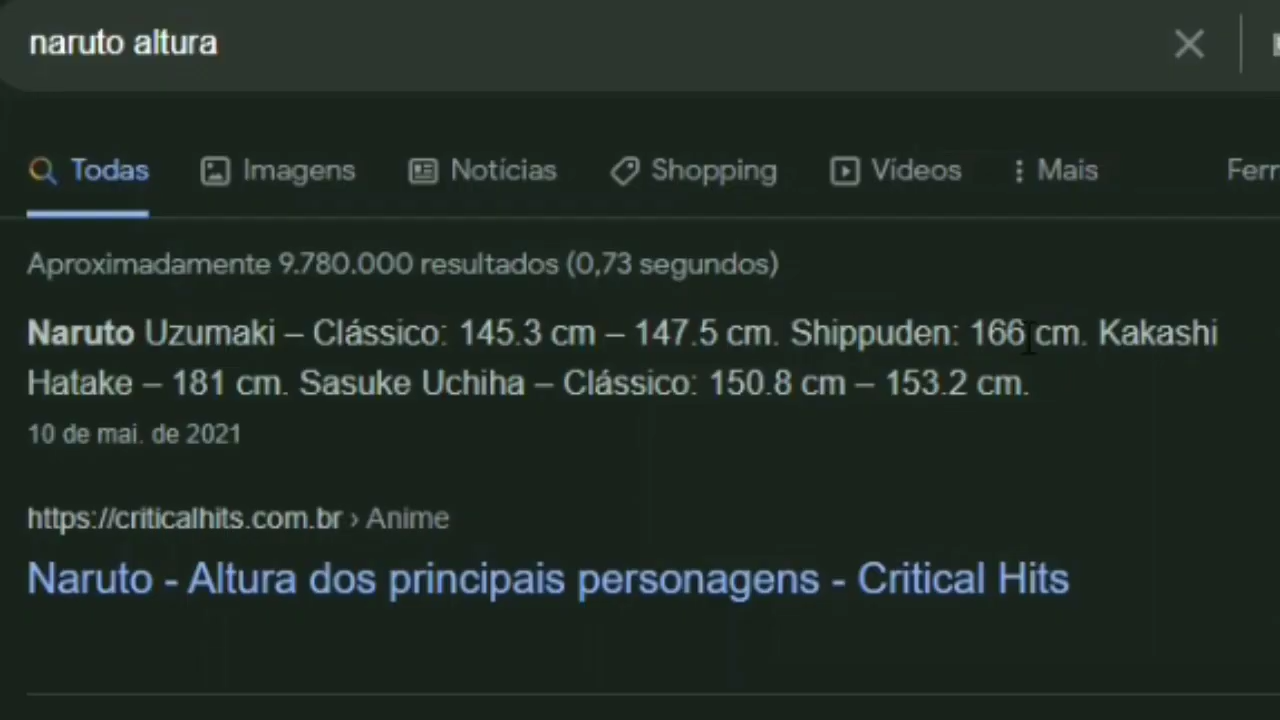 naruto altura
Todas Imagens Notícias Shopping Vídeos Mais Ferr
Aproximadamente 9.780.000 resultados (0,73 segundos)
Naruto Uzumaki – Clássico: 145.3 cm – 147.5 cm. Shippuden: 166 cm. Kakashi
Hatake – 181 cm. Sasuke Uchiha – Clássico: 150.8 cm – 153.2 cm.
10 de mai. de 2021
https://criticalhits.com.br › Anime
Naruto - Altura dos principais personagens - Critical Hits